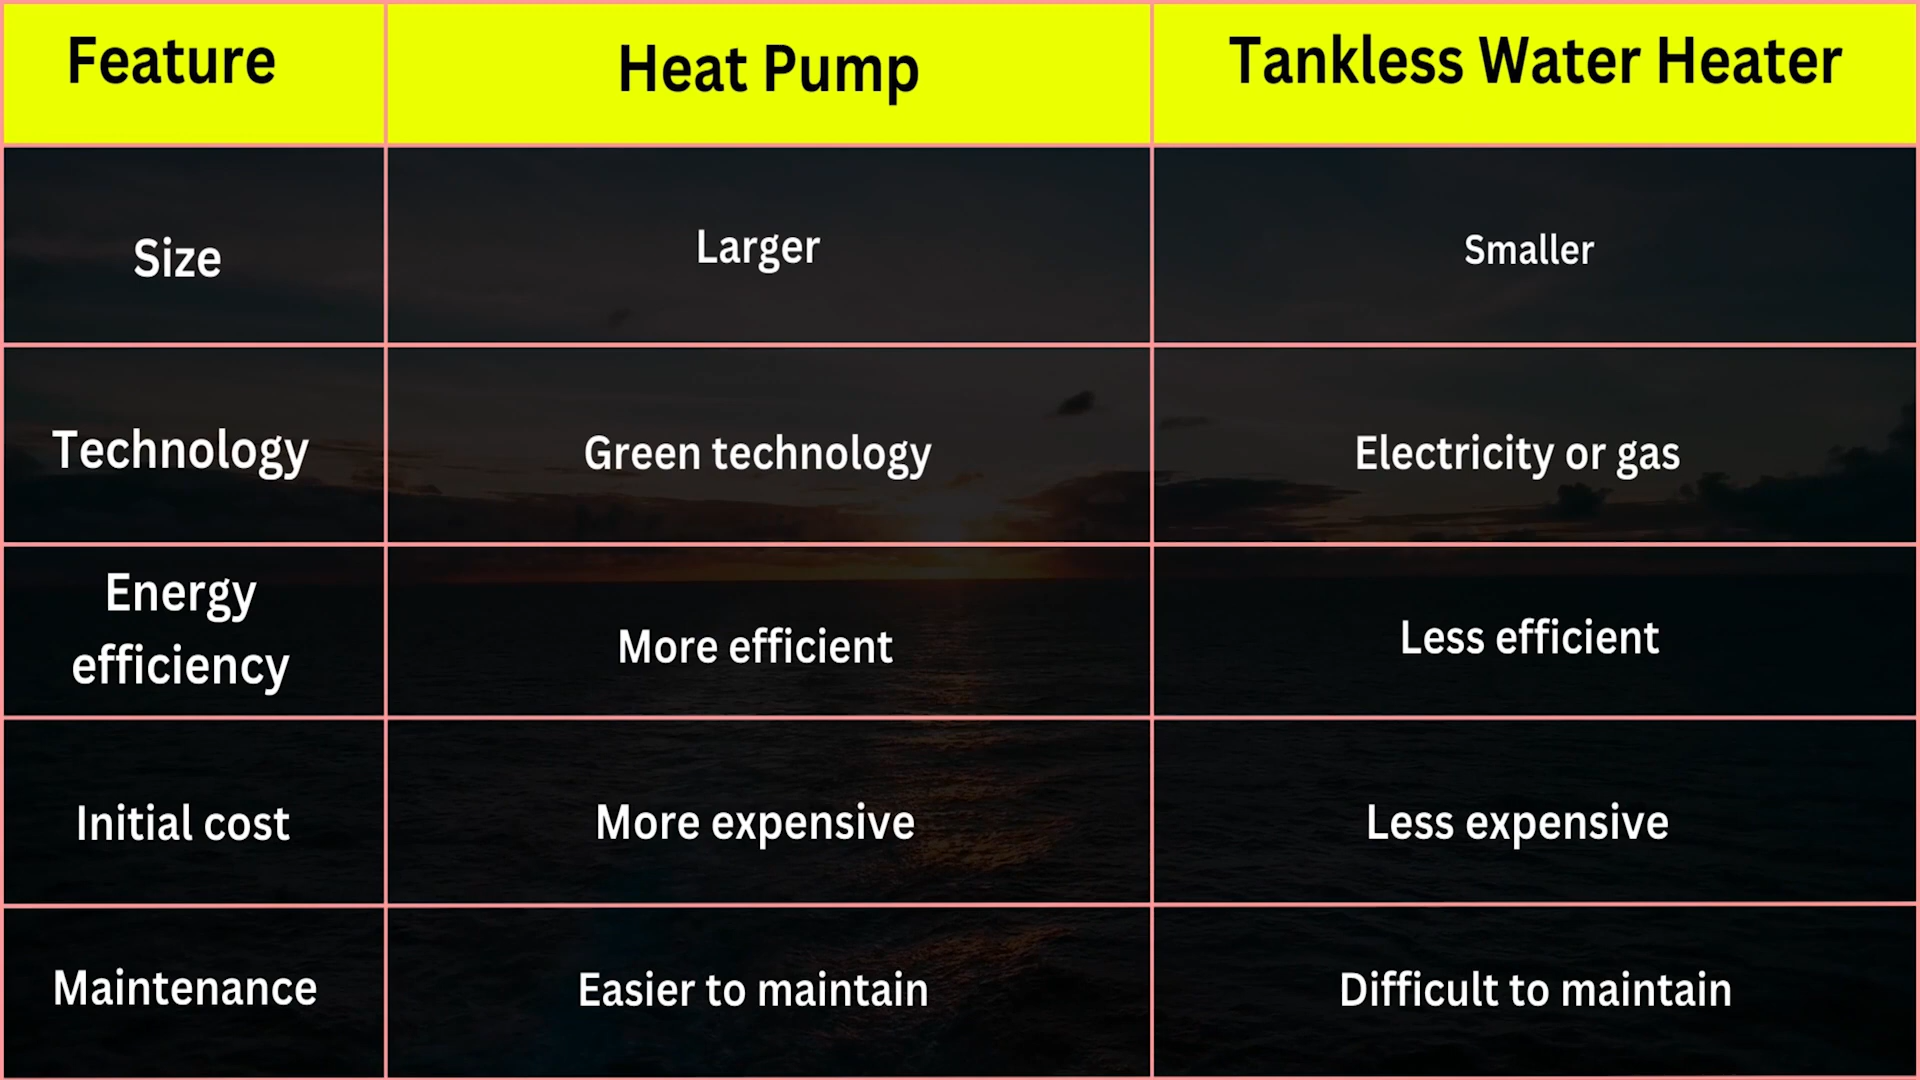 Feature
Heat Pump
Tankless Water Heater
Size
Larger
Smaller
Technology
Green technology
Electricity or gas
Energy
efficiency
More efficient
Less efficient
Initial cost
More expensive
Less expensive
Maintenance
Easier to maintain
Difficult to maintain